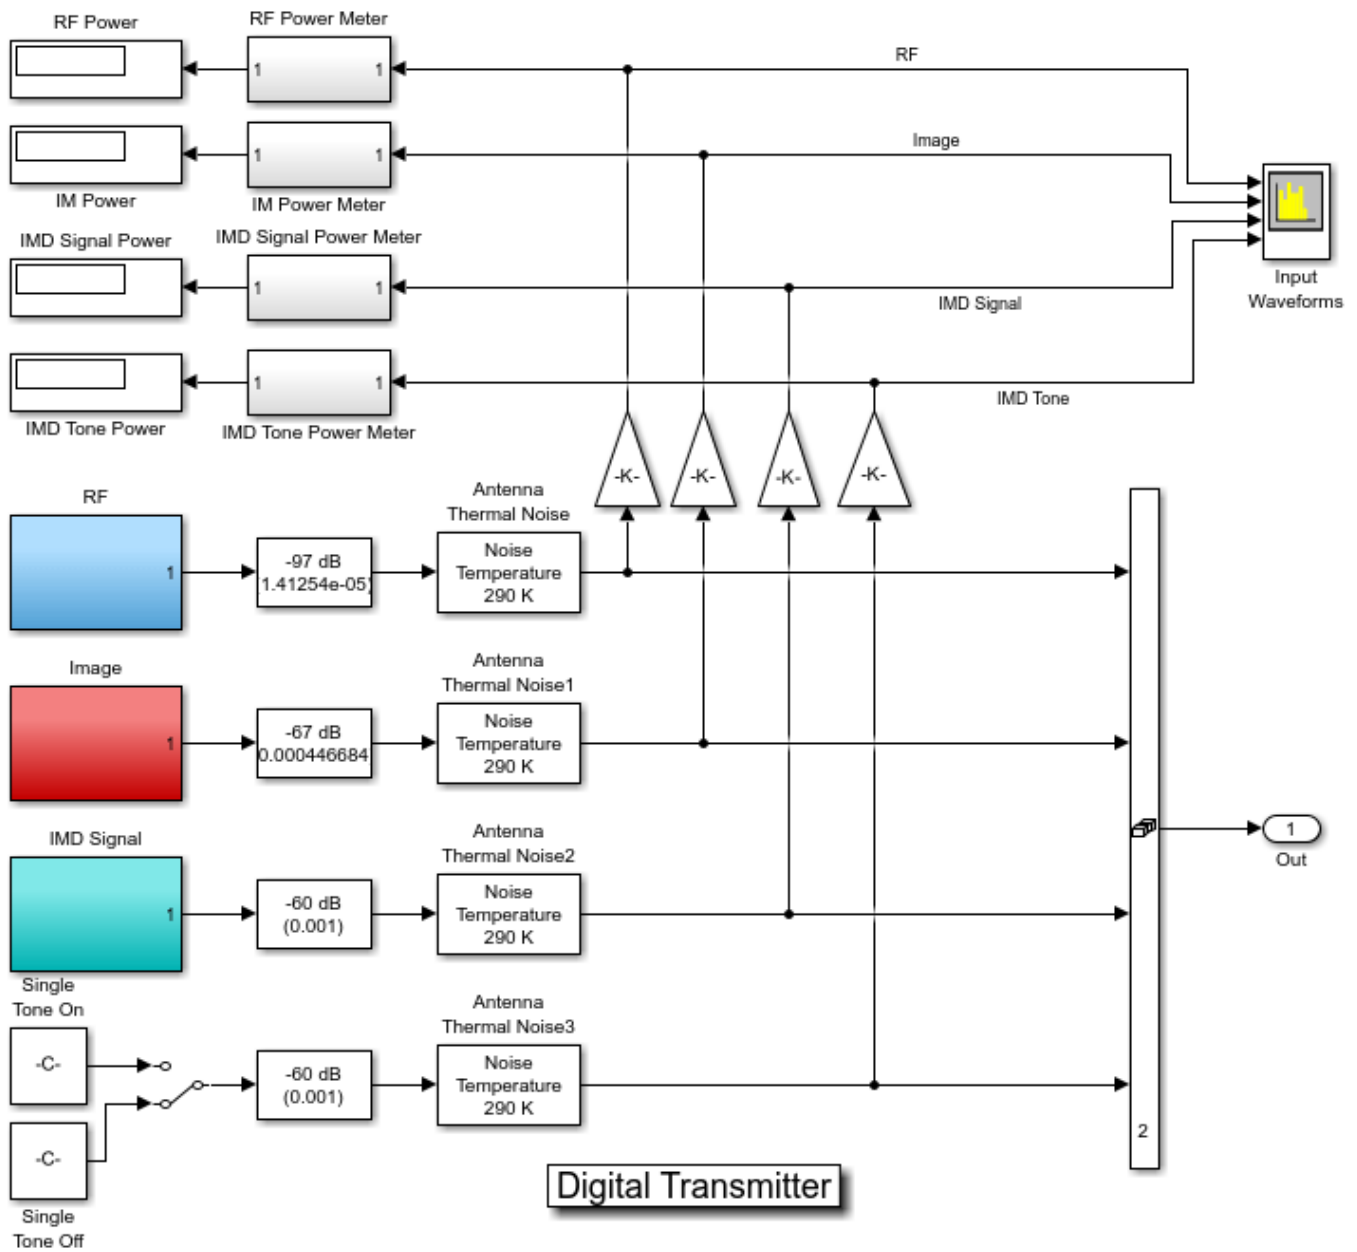 RF Power
RF Power Meter
1 1
RF
IM Power
1 1
IM Power Meter
Image
IMD Signal Power
IMD Signal Power Meter
1 1
IMD Signal
Input
Waveforms
1 1
IMD Tone Power
IMD Tone Power Meter
IMD Tone
-K-
-K-
-K-
-K-
RF
1
-97 dB
(1.41254e-05)
Antenna
Thermal Noise
Noise
Temperature
290 K
Image
1
-67 dB
0.000446684
Antenna
Thermal Noise1
Noise
Temperature
290 K
IMD Signal
1
-60 dB
(0.001)
Antenna
Thermal Noise2
Noise
Temperature
290 K
1
Out
Single
Tone On
-C-
-60 dB
(0.001)
Antenna
Thermal Noise3
Noise
Temperature
290 K
2
-C-
Single
Tone Off
Digital Transmitter